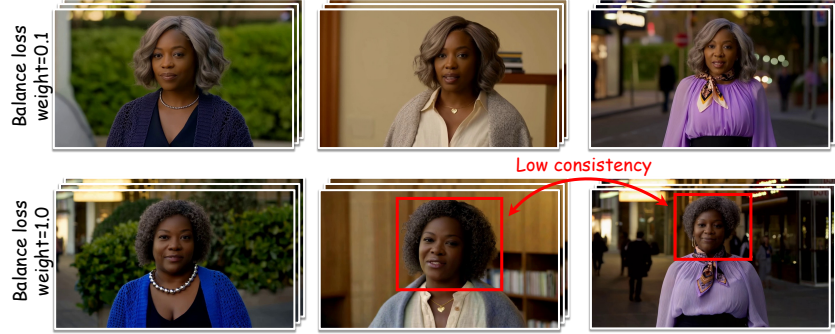 Balance loss
weight=0.1
Low consistency
Balance loss
weight=1.0